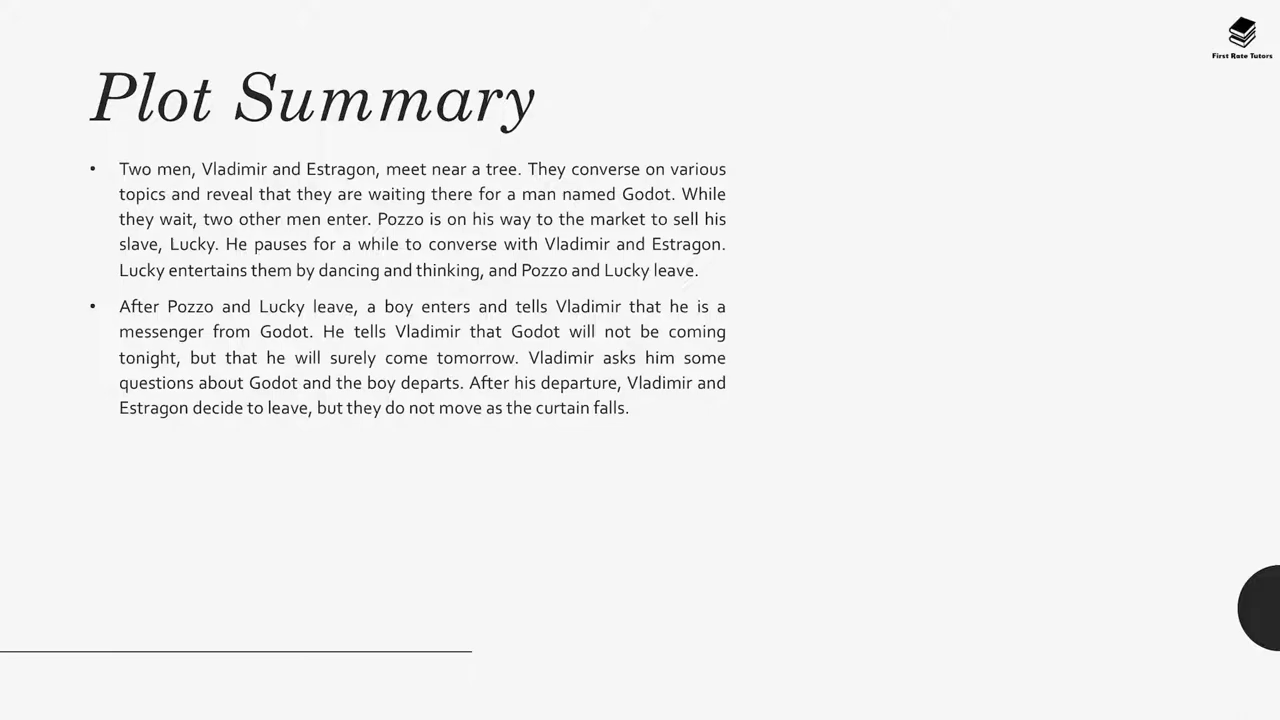 First Rate Tutors
Plot Summary
• Two men, Vladimir and Estragon, meet near a tree. They converse on various
topics and reveal that they are waiting there for a man named Godot. While
they wait, two other men enter. Pozzo is on his way to the market to sell his
slave, Lucky. He pauses for a while to converse with Vladimir and Estragon.
Lucky entertains them by dancing and thinking, and Pozzo and Lucky leave.
• After Pozzo and Lucky leave, a boy enters and tells Vladimir that he is a
messenger from Godot. He tells Vladimir that Godot will not be coming
tonight, but that he will surely come tomorrow. Vladimir asks him some
questions about Godot and the boy departs. After his departure, Vladimir and
Estragon decide to leave, but they do not move as the curtain falls.